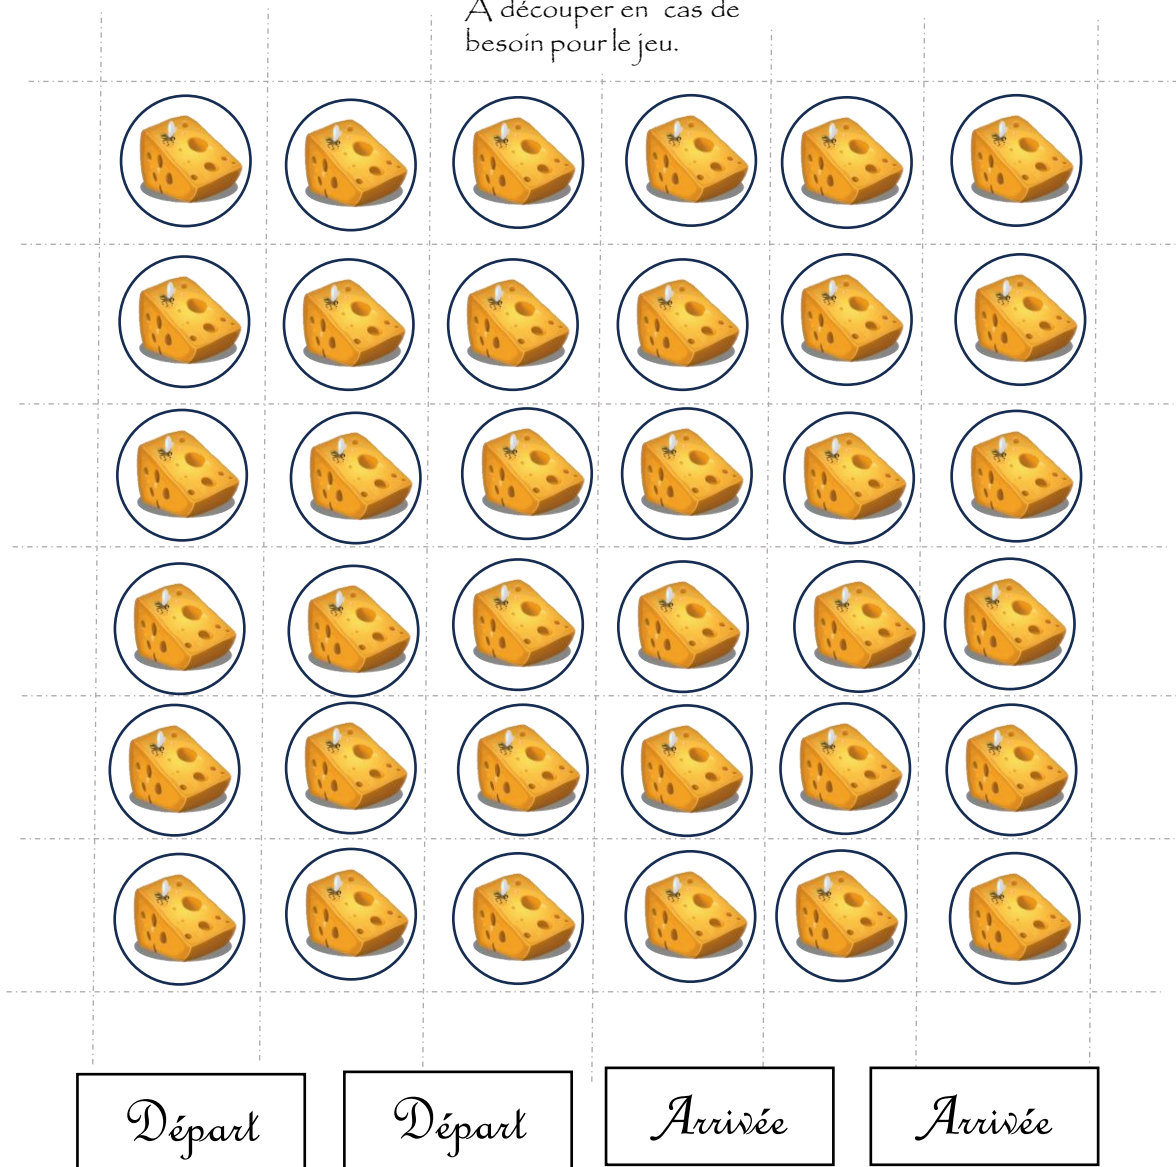 A découper en cas de
besoin pour le jeu.
Départ
Départ
Arrivée
Arrivée